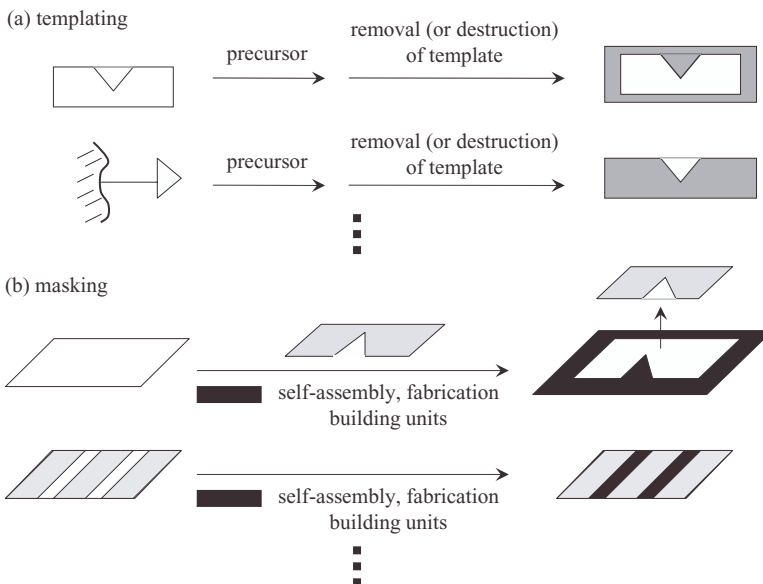 (a) templating
precursor
removal (or destruction)
of template
precursor
removal (or destruction)
of template
(b) masking
self-assembly, fabrication
building units
self-assembly, fabrication
building units